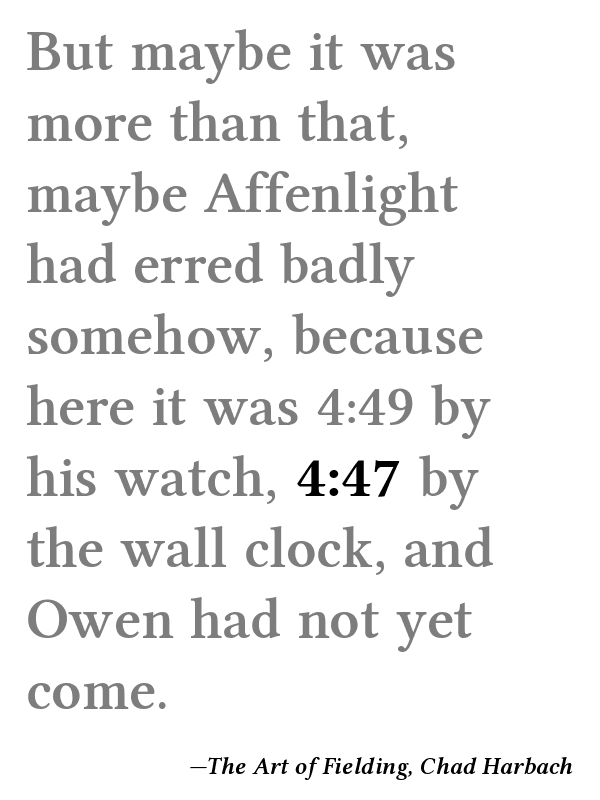 But maybe it was
more than that,
maybe Affenlight
had erred badly
somehow, because
here it was 4:49 by
his watch, 4:47 by
the wall clock, and
Owen had not yet
come.
—The Art of Fielding, Chad Harbach